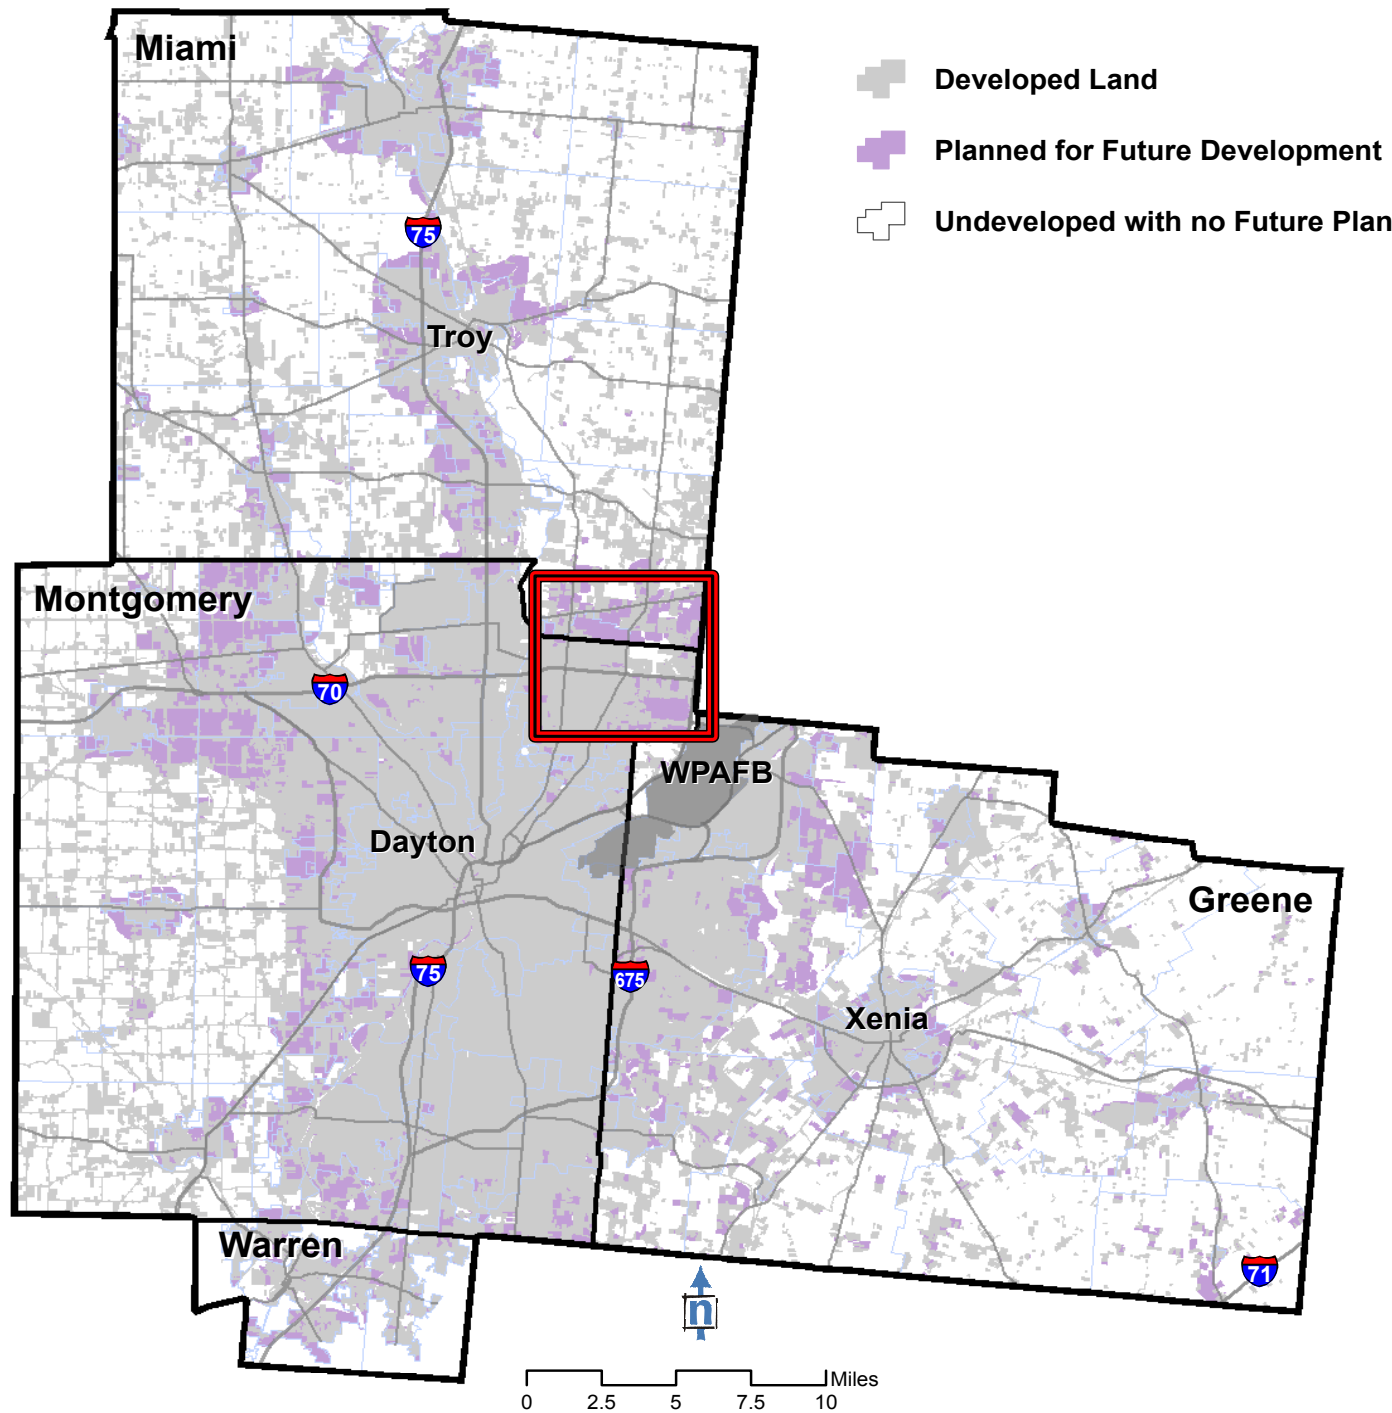 Miami
Developed Land
Planned for Future Development
Undeveloped with no Future Plan
75
Troy
Montgomery
70
WPAFB
Dayton
Greene
75
675
Xenia
Warren
71
n
Miles
0 2.5 5 7.5 10